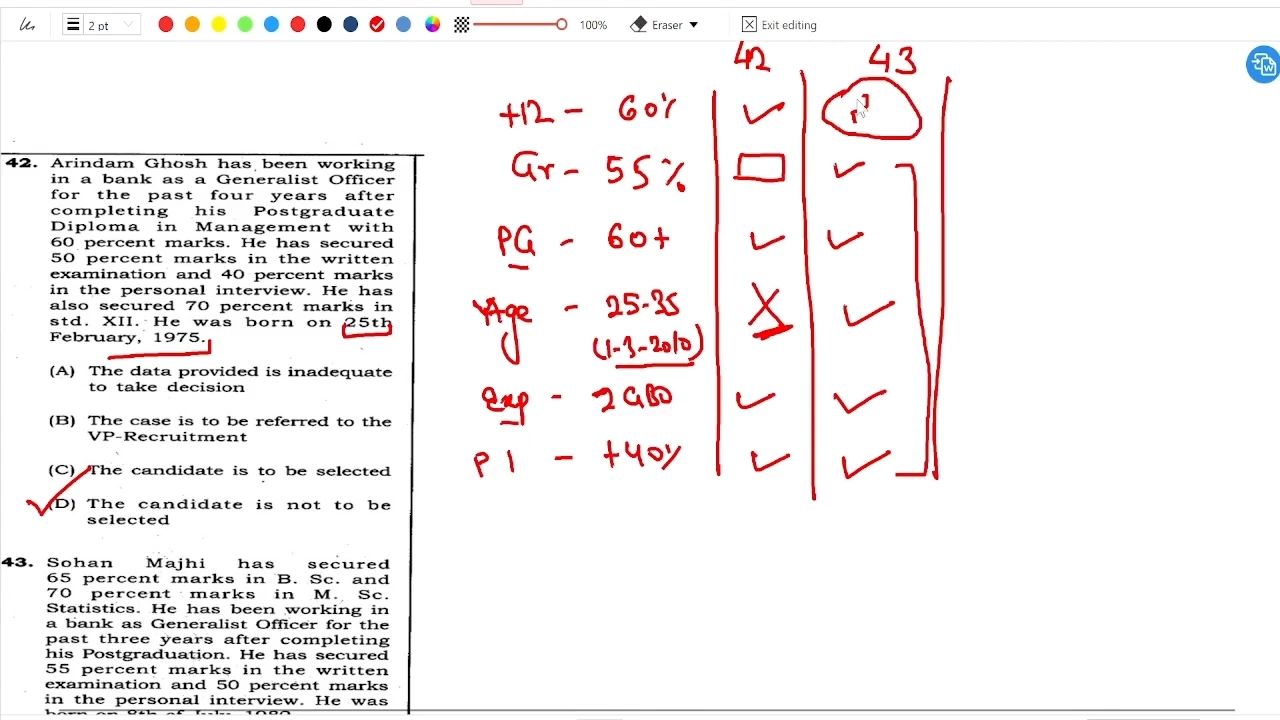 2 pt
100%
Eraser
Exit editing
42 43
+12 - 60%
Gr - 55%
PG - 60+
Age - 25-35
(1-3-2010)
Exp - 2 GBO
P I - +40%
42. Arindam Ghosh has been working
in a bank as a Generalist Officer
for the past four years after
completing his Postgraduate
Diploma in Management with
60 percent marks. He has secured
50 percent marks in the written
examination and 40 percent marks
in the personal interview. He has
also secured 70 percent marks in
std. XII. He was born on 25th
February, 1975.
(A) The data provided is inadequate
to take decision
(B) The case is to be referred to the
VP-Recruitment
(C) The candidate is to be selected
(D) The candidate is not to be
selected
43. Sohan Majhi has secured
65 percent marks in B. Sc. and
70 percent marks in M. Sc.
Statistics. He has been working in
a bank as Generalist Officer for the
past three years after completing
his Postgraduation. He has secured
55 percent marks in the written
examination and 50 percent marks
in the personal interview. He was
born on 8th of July, 1982